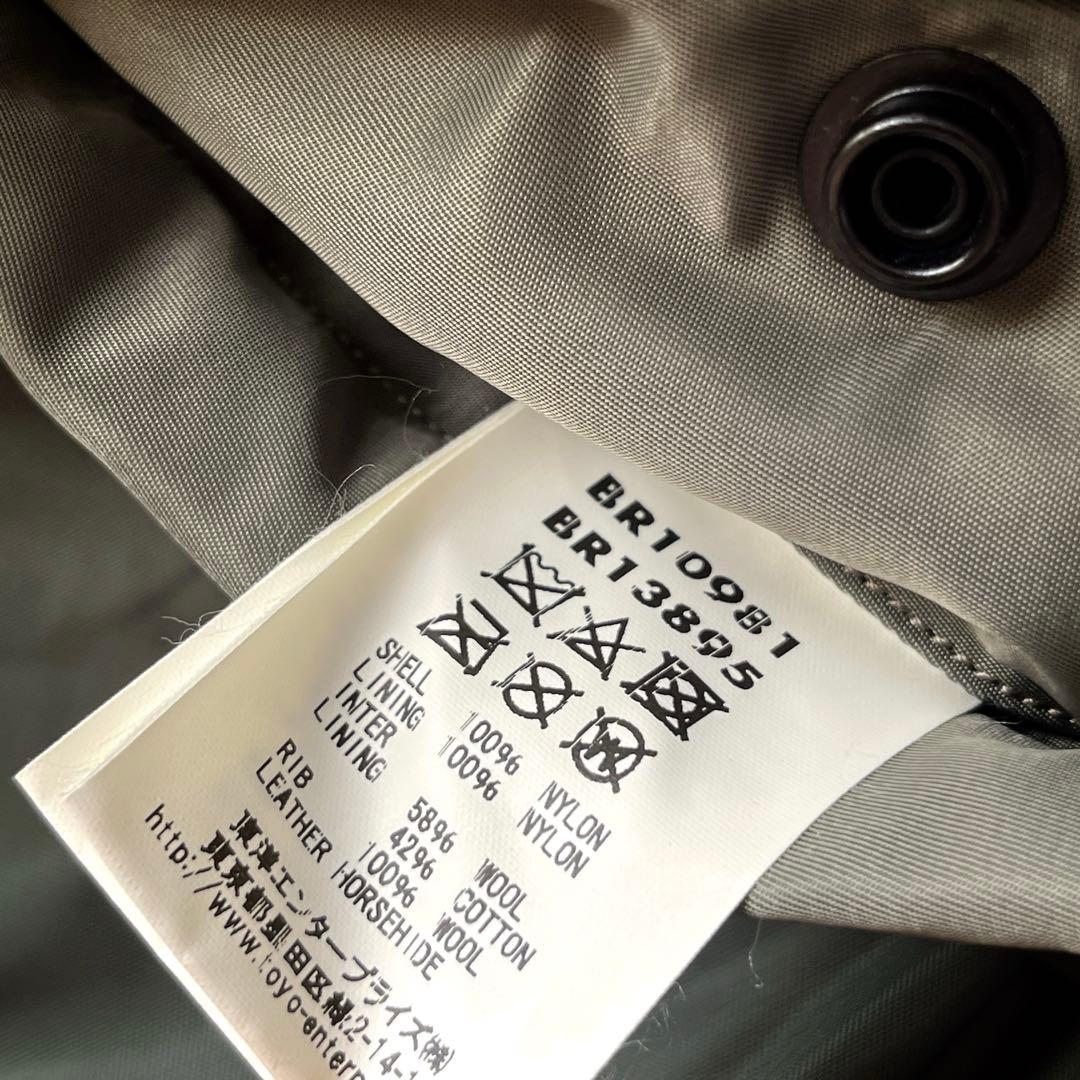 BR10981
BR13895
SHELL 100% NYLON
LINING 100% NYLON
INTER
LINING 58% WOOL
42% COTTON
RIB 100% WOOL
LEATHER HORSEHIDE
東洋エンタープライズ(株)
東京都墨田区緑2-14-
http://www.toyo-enterp